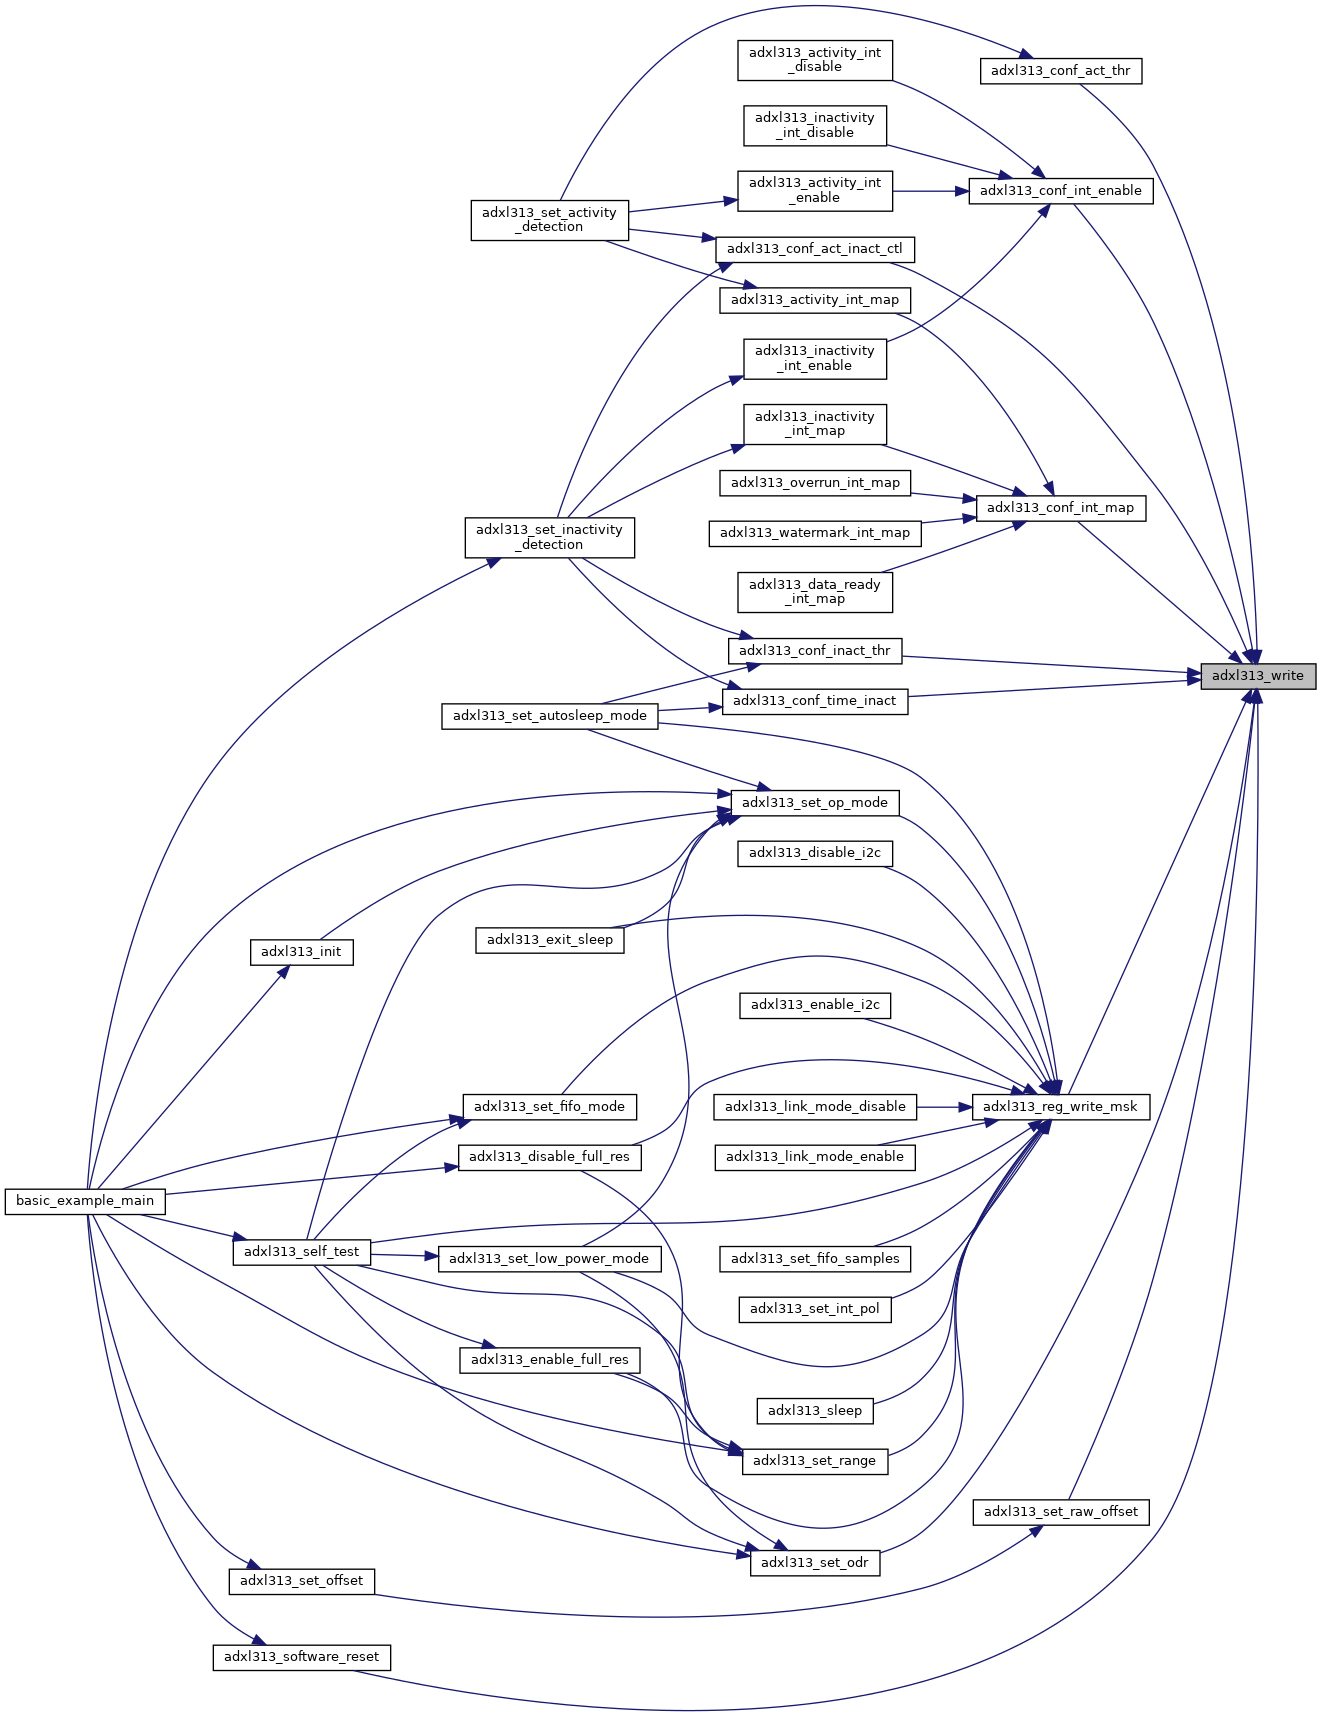 adxl313_activity_int
_disable
adxl313_conf_act_thr
adxl313_inactivity
_int_disable
adxl313_activity_int
_enable
adxl313_conf_int_enable
adxl313_set_activity
_detection
adxl313_conf_act_inact_ctl
adxl313_activity_int_map
adxl313_inactivity
_int_enable
adxl313_inactivity
_int_map
adxl313_overrun_int_map
adxl313_conf_int_map
adxl313_set_inactivity
_detection
adxl313_watermark_int_map
adxl313_data_ready
_int_map
adxl313_conf_inact_thr
adxl313_write
adxl313_conf_time_inact
adxl313_set_autosleep_mode
adxl313_set_op_mode
adxl313_disable_i2c
adxl313_exit_sleep
adxl313_init
adxl313_enable_i2c
adxl313_set_fifo_mode
adxl313_link_mode_disable
adxl313_reg_write_msk
adxl313_disable_full_res
adxl313_link_mode_enable
basic_example_main
adxl313_self_test
adxl313_set_low_power_mode
adxl313_set_fifo_samples
adxl313_set_int_pol
adxl313_enable_full_res
adxl313_sleep
adxl313_set_range
adxl313_set_raw_offset
adxl313_set_odr
adxl313_set_offset
adxl313_software_reset